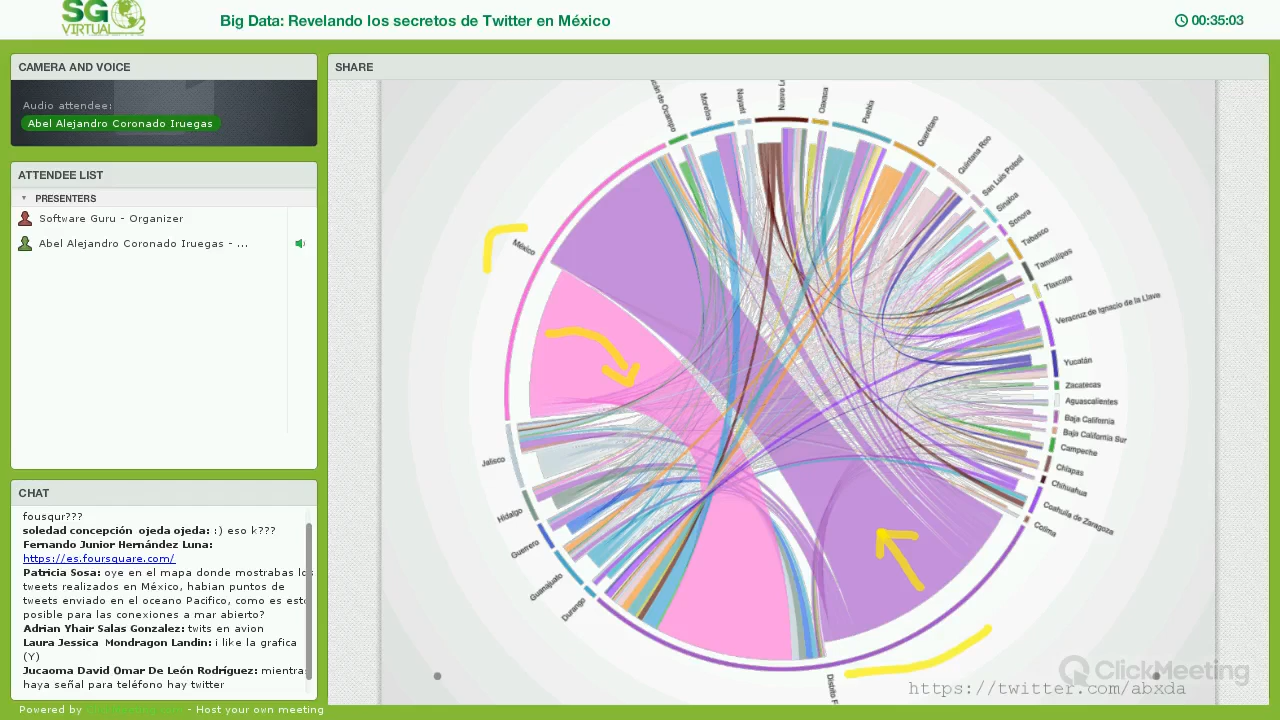 SG
VIRTUAL
Big Data: Revelando los secretos de Twitter en México
00:35:03
CAMERA AND VOICE
Audio attendee:
Abel Alejandro Coronado Iruegas
ATTENDEE LIST
PRESENTERS
Software Guru - Organizer
Abel Alejandro Coronado Iruegas - ...
CHAT
fousqur???
soledad concepción ojeda ojeda: :) eso k???
Fernando Junior Hernández Luna:
https://es.foursquare.com/
Patricia Sosa: oye en el mapa donde mostrabas los
tweets realizados en México, habian puntos de
tweets enviado en el oceano Pacifico, como es esto
posible para las conexiones a mar abierto?
Adrian Yhair Salas Gonzalez: twits en avion
Laura Jessica Mondragon Landin: i like la grafica
(Y)
Jucaoma David Omar De León Rodríguez: mientra
haya señal para teléfono hay twitter
Powered by ClickMeeting.com - Host your own meeting
SHARE
de Ocampo
Morelos
Nayarit
Nuevo L
Oaxaca
Puebla
Querétaro
Quintana Roo
San Luis Potosí
Sinaloa
Sonora
Tabasco
Tamaulipas
Tlaxcala
Veracruz de Ignacio de la Llave
Yucatán
Zacatecas
Aguascalientes
Baja California
Baja California Sur
Campeche
Chiapas
Chihuahua
Coahuila de Zaragoza
Colima
Distrito F
Durango
Guanajuato
Guerrero
Hidalgo
Jalisco
México
ClickMeeting
https://twitter.com/abxda